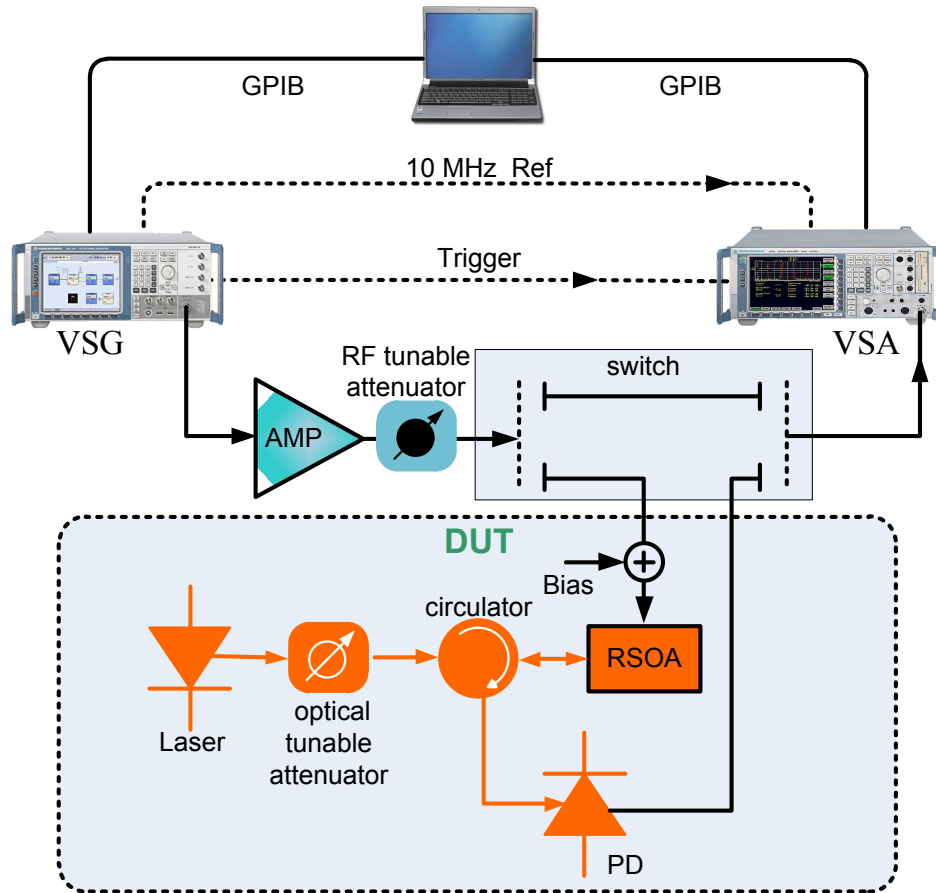 GPIB
GPIB
10 MHz Ref
Trigger
VSG
VSA
RF tunable
attenuator
switch
AMP
DUT
Bias
circulator
RSOA
Laser
optical
tunable
attenuator
PD